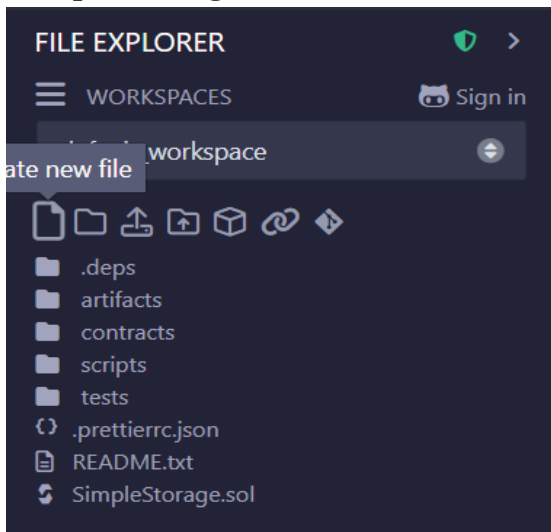 FILE EXPLORER
WORKSPACES Sign in
workspace
ate new file
.deps
artifacts
contracts
scripts
tests
.prettierrc.json
README.txt
SimpleStorage.sol